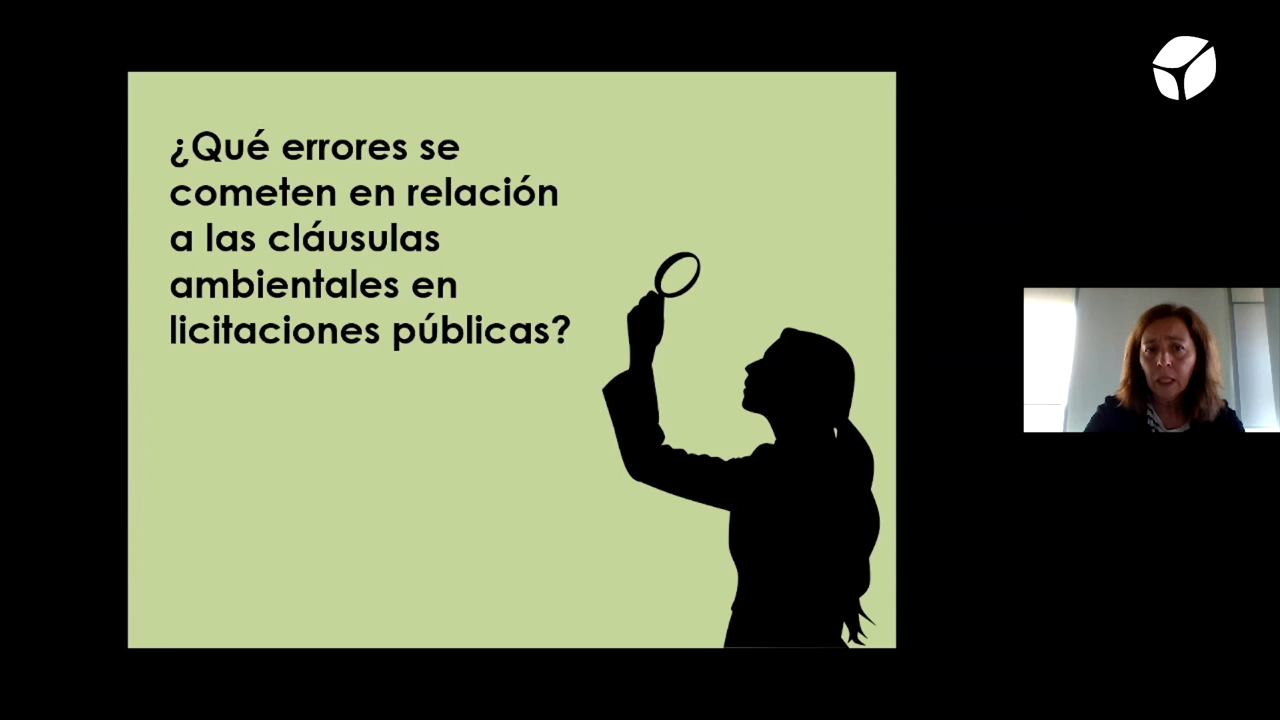 ¿Qué errores se
cometen en relación
a las cláusulas
ambientales en
licitaciones públicas?